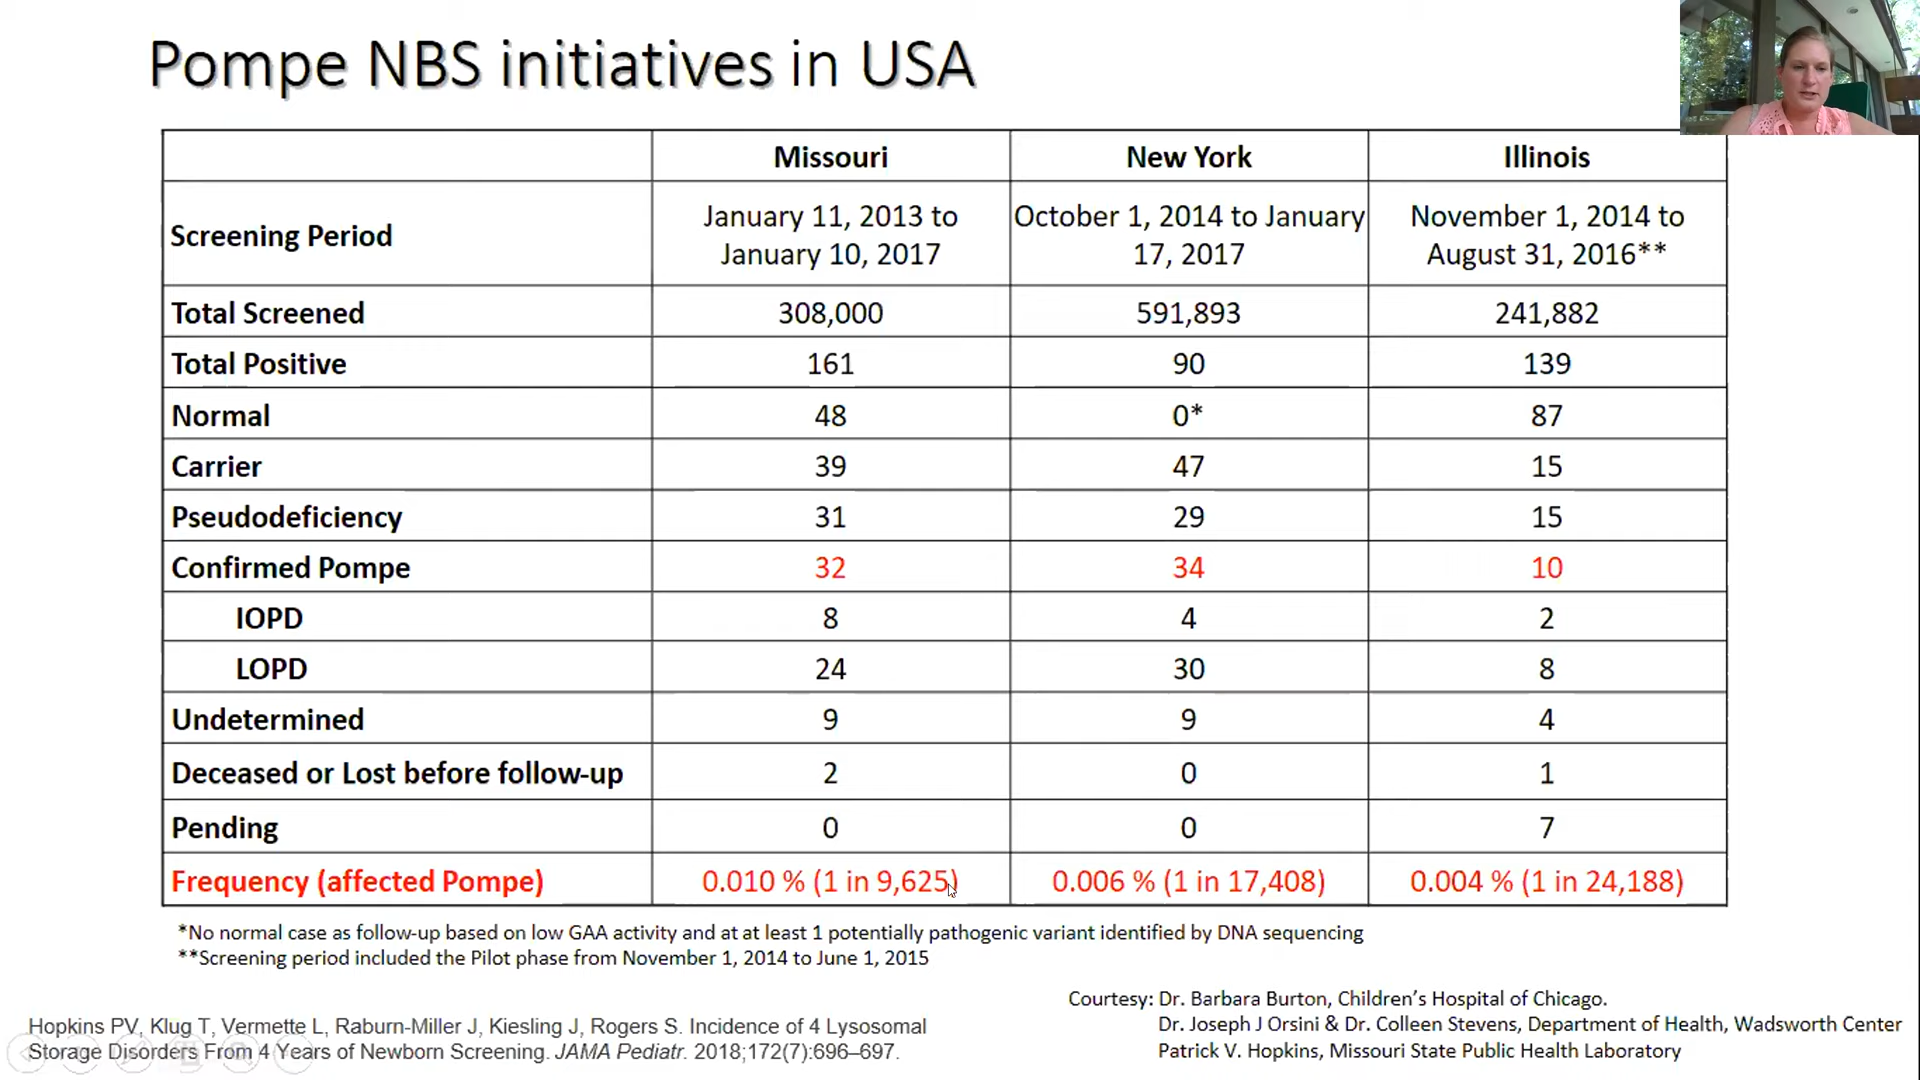 Pompe NBS initiatives in USA
Missouri New York Illinois
Screening Period
January 11, 2013 to
January 10, 2017
October 1, 2014 to January
17, 2017
November 1, 2014 to
August 31, 2016**
Total Screened 308,000 591,893 241,882
Total Positive 161 90 139
Normal 48 0* 87
Carrier 39 47 15
Pseudodeficiency 31 29 15
Confirmed Pompe 32 34 10
IOPD 8 4 2
LOPD 24 30 8
Undetermined 9 9 4
Deceased or Lost before follow-up 2 0 1
Pending 0 0 7
Frequency (affected Pompe) 0.010 % (1 in 9,625) 0.006 % (1 in 17,408) 0.004 % (1 in 24,188)
*No normal case as follow-up based on low GAA activity and at at least 1 potentially pathogenic variant identified by DNA sequencing
**Screening period included the Pilot phase from November 1, 2014 to June 1, 2015
Courtesy: Dr. Barbara Burton, Children's Hospital of Chicago.
Dr. Joseph J Orsini & Dr. Colleen Stevens, Department of Health, Wadsworth Center
Patrick V. Hopkins, Missouri State Public Health Laboratory
Hopkins PV, Klug T, Vermette L, Raburn-Miller J, Kiesling J, Rogers S. Incidence of 4 Lysosomal
Storage Disorders From 4 Years of Newborn Screening. JAMA Pediatr. 2018;172(7):696–697.